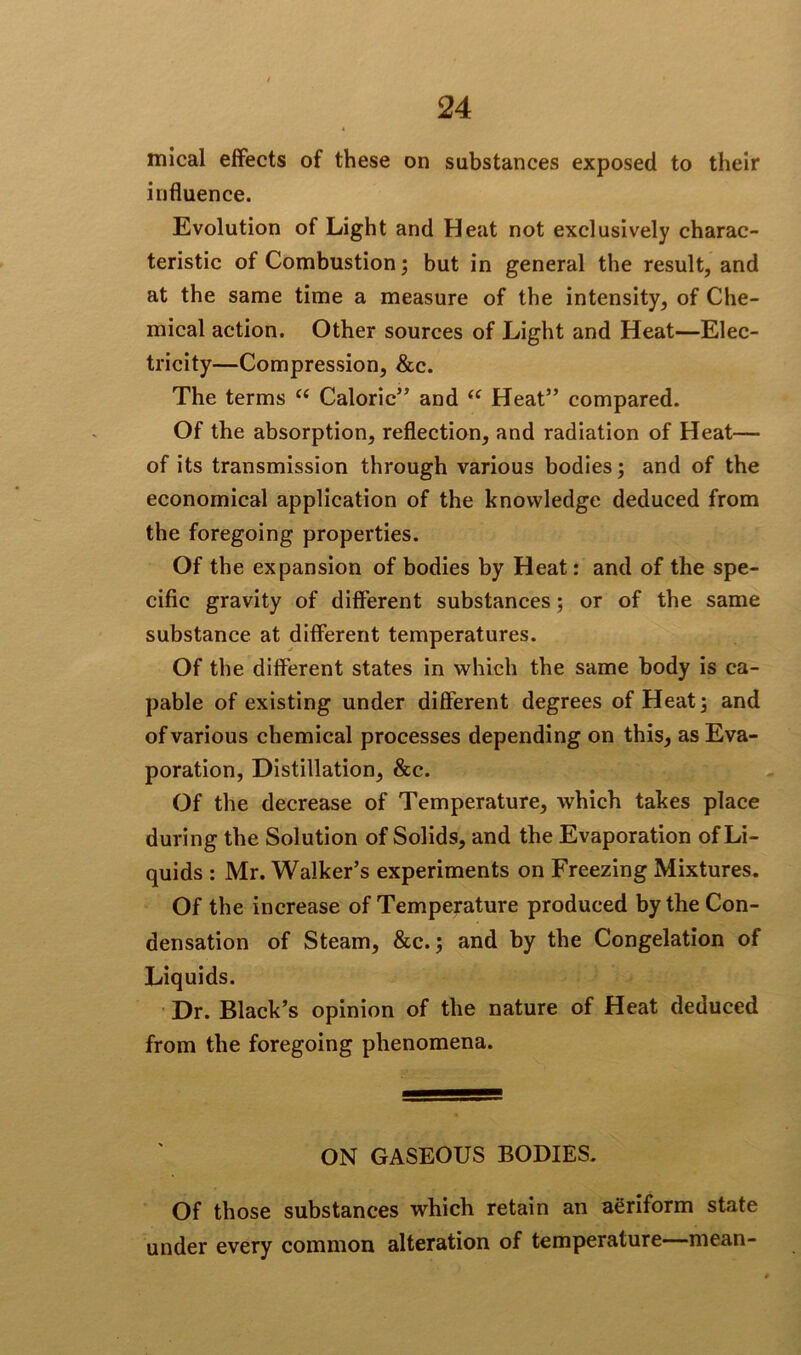 24
mical effects of these on substances exposed to their
influence.
Evolution of Light and Heat not exclusively charac-
teristic of Combustion; but in general the result, and
at the same time a measure of the intensity, of Che-
mical action. Other sources of Light and Heat—Elec-
tricity—Compression, &c.
The terms “ Caloric” and “ Heat” compared.
Of the absorption, reflection, and radiation of Heat—
of its transmission through various bodies; and of the
economical application of the knowledge deduced from
the foregoing properties.
Of the expansion of bodies by Heat: and of the spe-
cific gravity of different substances; or of the same
substance at different temperatures.
Of the different states in which the same body is ca-
pable of existing under different degrees of Heat; and
of various chemical processes depending on this, as Eva-
poration, Distillation, &c.
Of the decrease of Temperature, which takes place
during the Solution of Solids, and the Evaporation of Li-
quids : Mr. Walker’s experiments on Freezing Mixtures.
Of the increase of Temperature produced by the Con-
densation of Steam, &c.; and by the Congelation of
Liquids.
Dr. Black’s opinion of the nature of Heat deduced
from the foregoing phenomena.
ON GASEOUS BODIES.
Of those substances which retain an aëriform state
under every common alteration of temperature—mean-